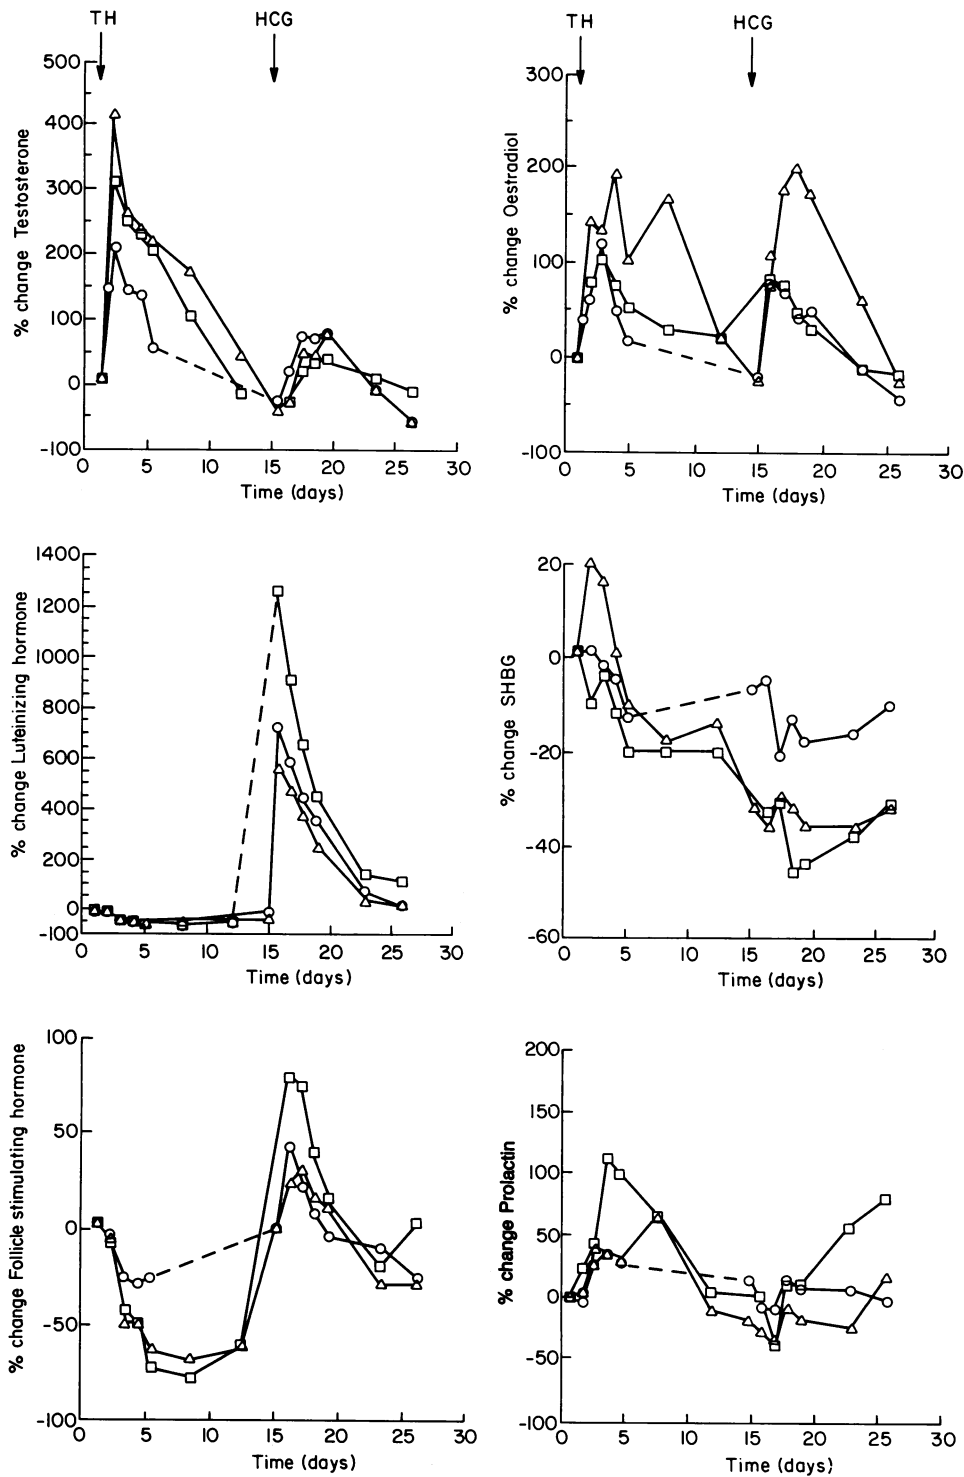 TH
HCG
500
400
300
200
100
0
-100
% change Testosterone
0 5 10 15 20 25 30
Time (days)
TH
HCG
300
200
100
0
-100
% change Oestradiol
0 5 10 15 20 25 30
Time (days)
1400
1200
1000
800
600
400
200
0
-100
% change Luteinizing hormone
0 5 10 15 20 25 30
Time (days)
20
0
-20
-40
-60
% change SHBG
0 5 10 15 20 25 30
Time (days)
100
50
0
-50
-100
% change Follicle stimulating hormone
0 5 10 15 20 25 30
Time (days)
200
150
100
50
0
-50
-100
% change Prolactin
0 5 10 15 20 25 30
Time (days)